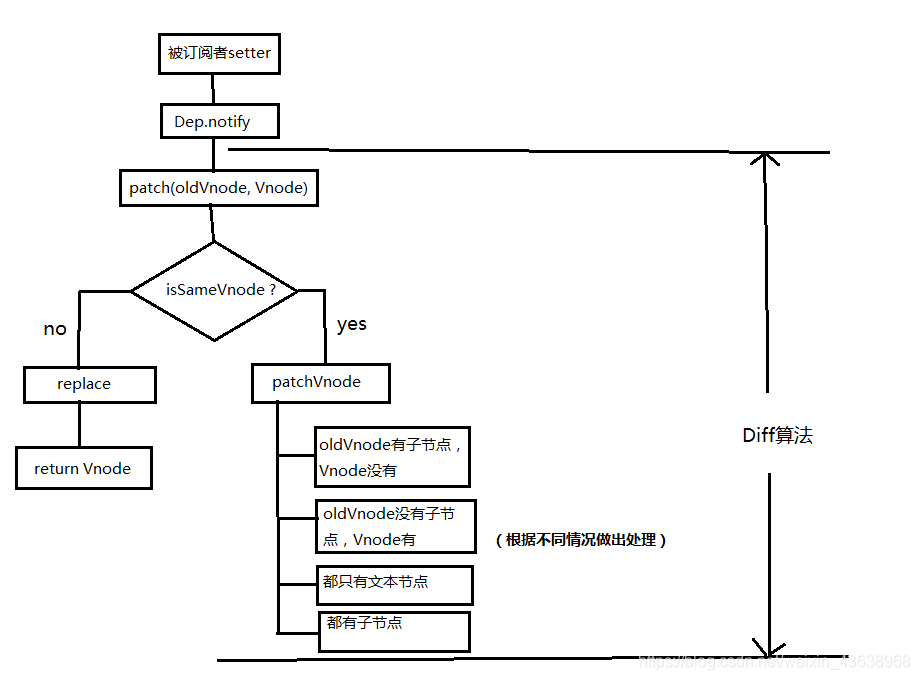 被订阅者setter
Dep.notify
patch(oldVnode, Vnode)
isSameVnode ?
no
yes
replace
patchVnode
return Vnode
oldVnode有子节点，
Vnode没有
oldVnode没有子节
点，Vnode有
（根据不同情况做出处理）
都只有文本节点
都有子节点
Diff算法
https://blog.csdn.net/weixin_43638968